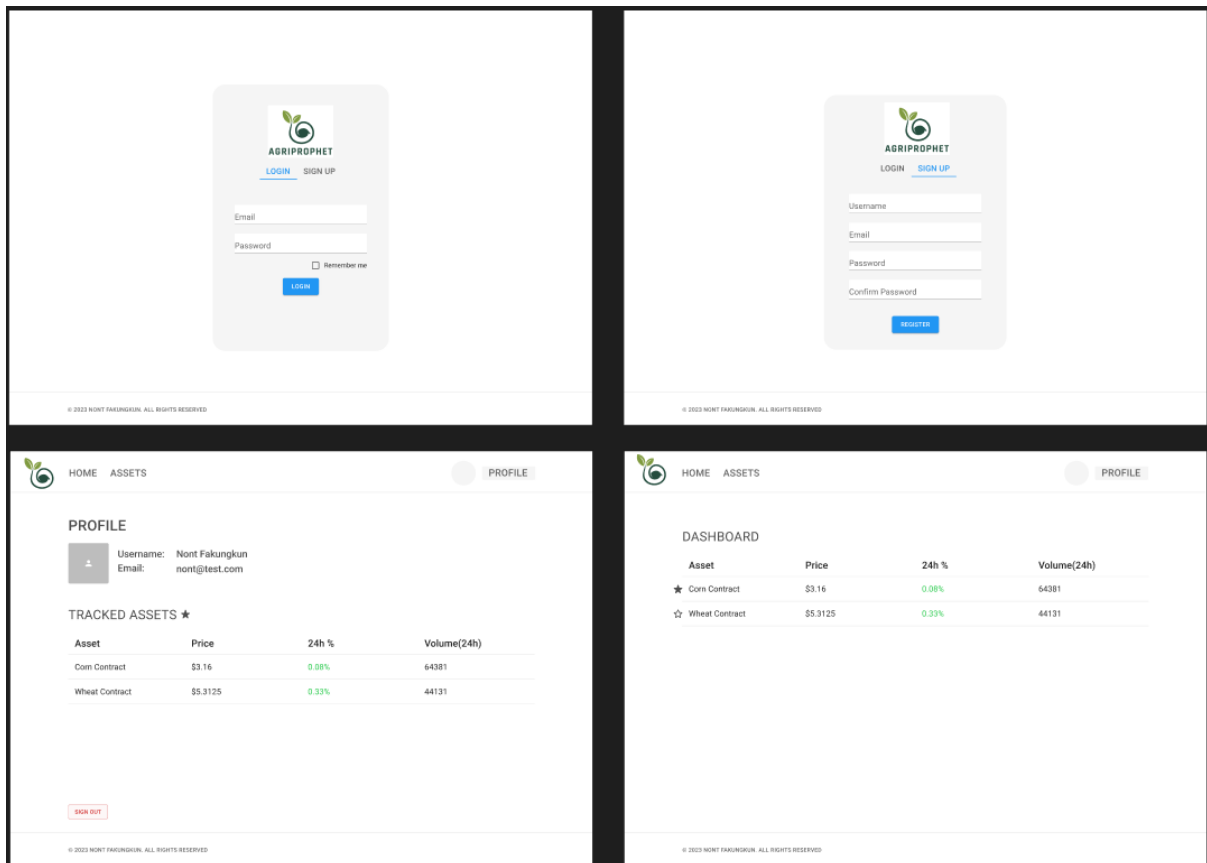 AGRIPROPHET
LOGIN SIGN UP
Email
Password
Remember me
LOGIN
© 2023 NONT FAKUNGKUN. ALL RIGHTS RESERVED
AGRIPROPHET
LOGIN SIGN UP
Username
Email
Password
Confirm Password
REGISTER
© 2023 NONT FAKUNGKUN. ALL RIGHTS RESERVED
HOME ASSETS PROFILE
PROFILE
Username: Nont Fakungkun
Email: nont@test.com
TRACKED ASSETS ★
Asset Price 24h % Volume(24h)
Corn Contract $3.16 0.08% 64381
Wheat Contract $5.3125 0.33% 44131
SIGN OUT
© 2023 NONT FAKUNGKUN. ALL RIGHTS RESERVED
HOME ASSETS PROFILE
DASHBOARD
Asset Price 24h % Volume(24h)
★ Corn Contract $3.16 0.08% 64381
☆ Wheat Contract $5.3125 0.33% 44131
© 2023 NONT FAKUNGKUN. ALL RIGHTS RESERVED